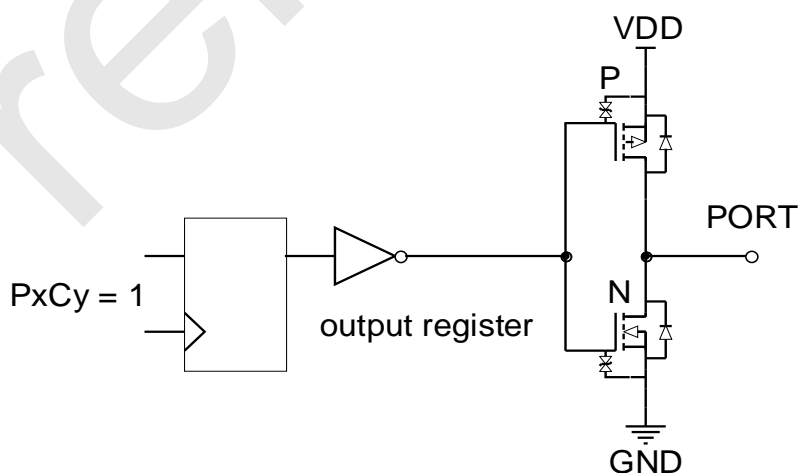 VDD
P
PORT
PxCy = 1
N
output register
GND